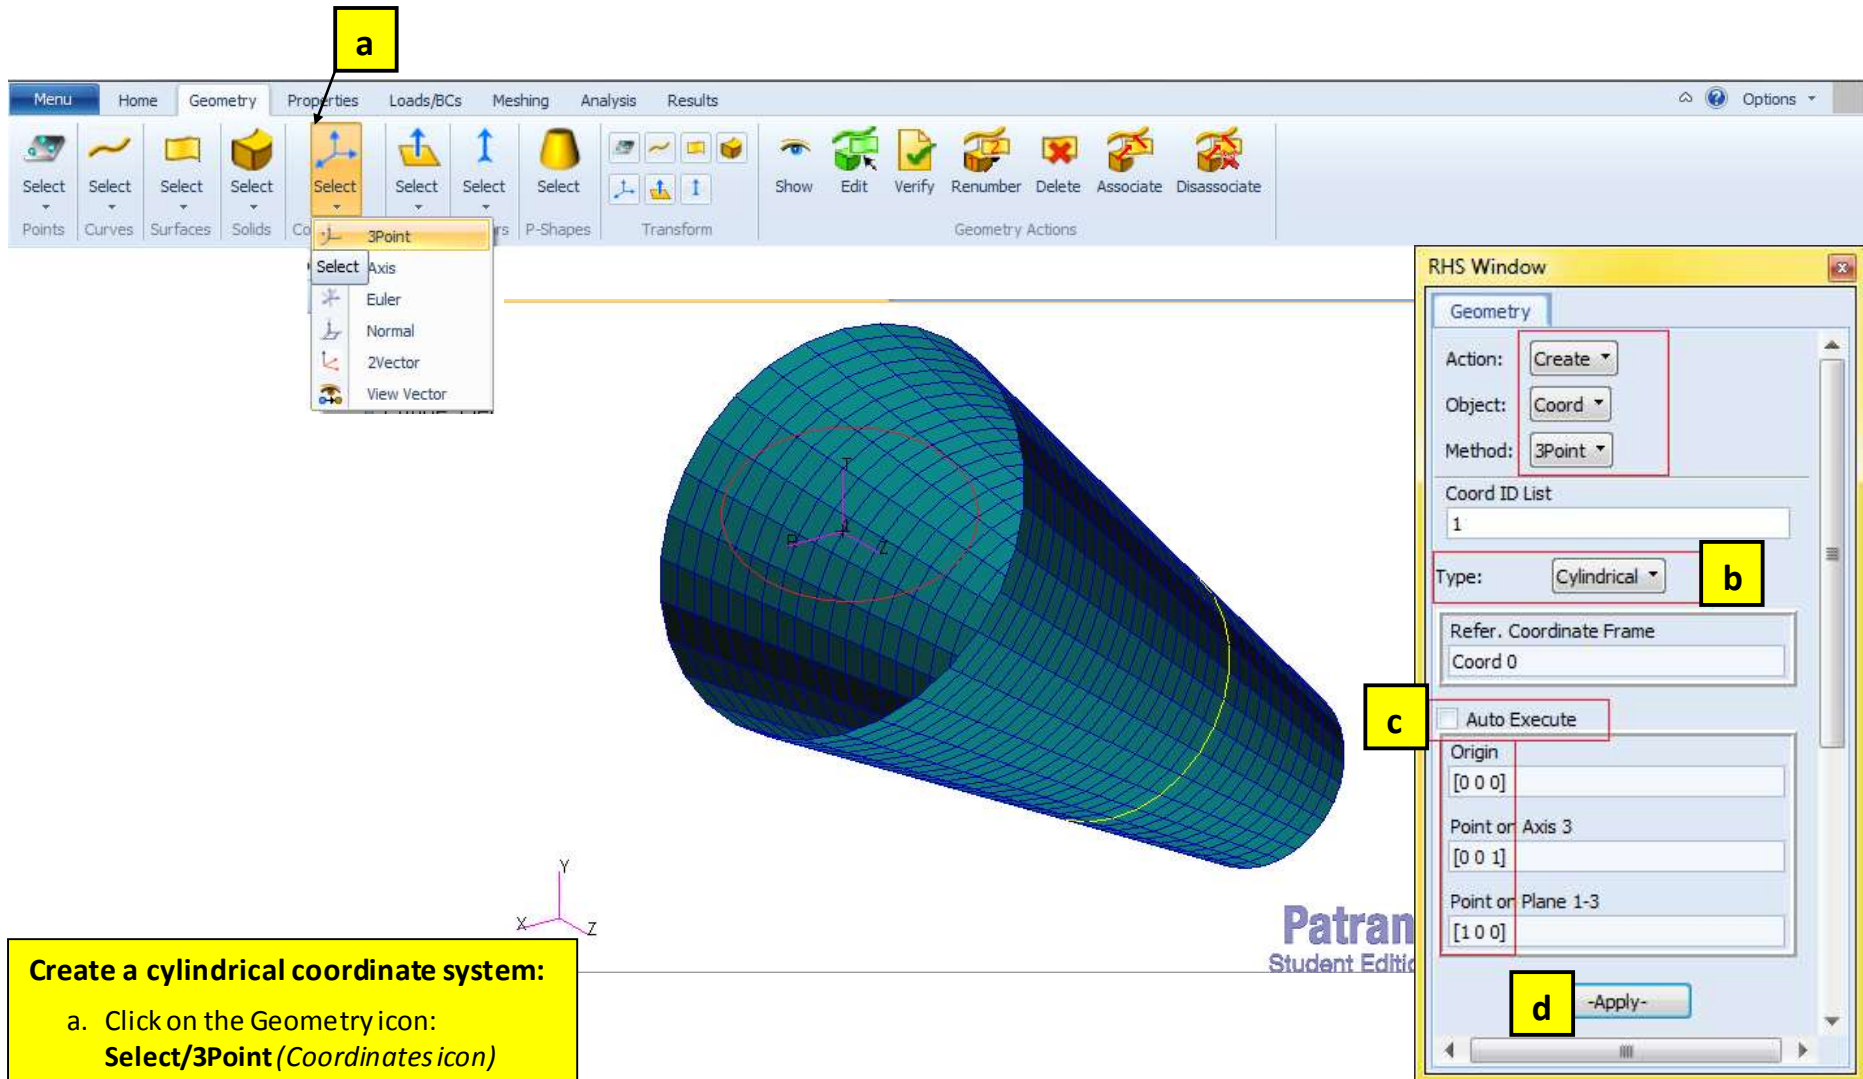 a
Menu Home Geometry Properties Loads/BCs Meshing Analysis Results Options
Select Select Select Select Select Select Select Select Show Edit Verify Renumber Delete Associate Disassociate
Points Curves Surfaces Solids Co rs P-Shapes Transform Geometry Actions
3Point
Select Axis
Euler
Normal
2Vector
View Vector
RHS Window
Geometry
Action: Create
Object: Coord
Method: 3Point
Coord ID List
1
Type: Cylindrical b
Refer. Coordinate Frame
Coord 0
c Auto Execute
Origin
[0 0 0]
Point on Axis 3
[0 0 1]
Point on Plane 1-3
[1 0 0]
d -Apply-
T
R Z
Y
X Z
Patran
Student Editio
Create a cylindrical coordinate system:
a. Click on the Geometry icon:
Select/3Point (Coordinates icon)